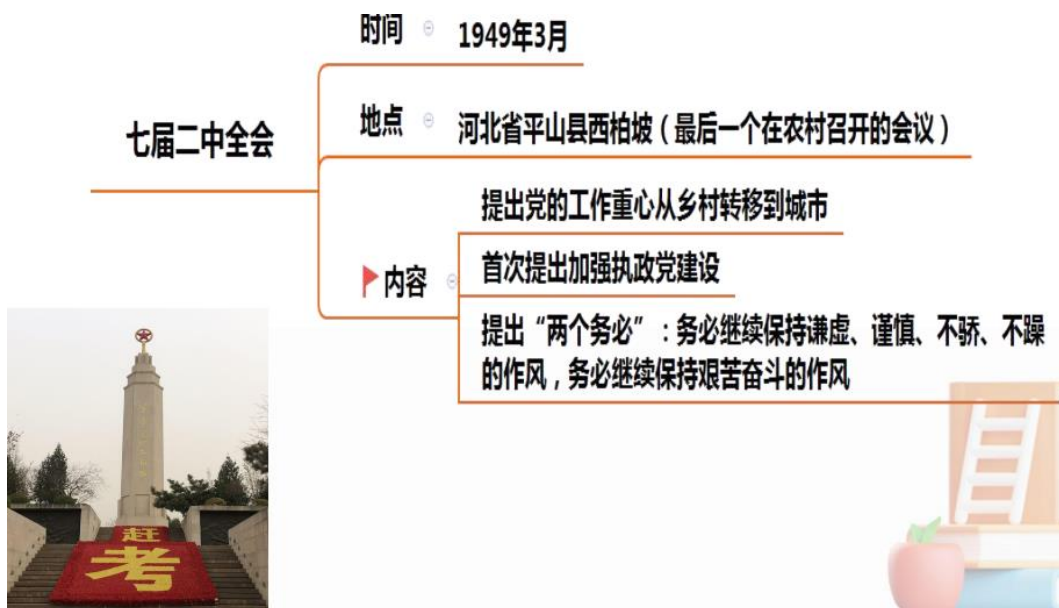 时间
1949年3月
七届二中全会
地点
河北省平山县西柏坡（最后一个在农村召开的会议）
提出党的工作重心从乡村转移到城市
内容
首次提出加强执政党建设
提出“两个务必”：务必继续保持谦虚、谨慎、不骄、不躁
的作风，务必继续保持艰苦奋斗的作风
赶
考